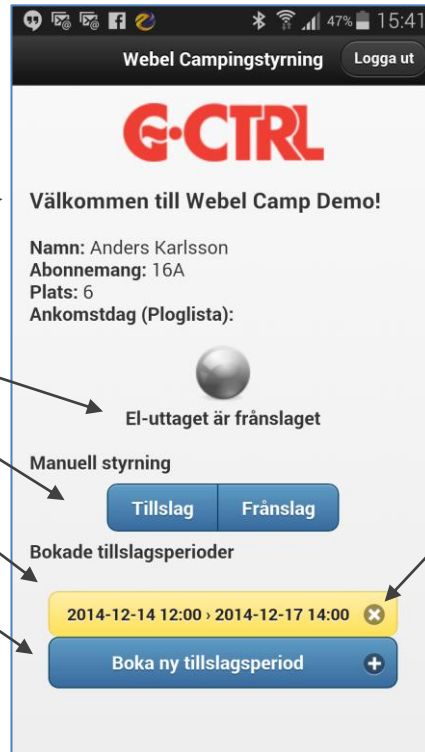 47% 15:41
Webel Campingstyrning Logga ut
G·CTRL
Välkommen till Webel Camp Demo!
Namn: Anders Karlsson
Abonnemang: 16A
Plats: 6
Ankomstdag (Ploglista):
El-uttaget är frånslaget
Manuell styrning
Tillslag Frånslag
Bokade tillslagsperioder
2014-12-14 12:00 › 2014-12-17 14:00
Boka ny tillslagsperiod